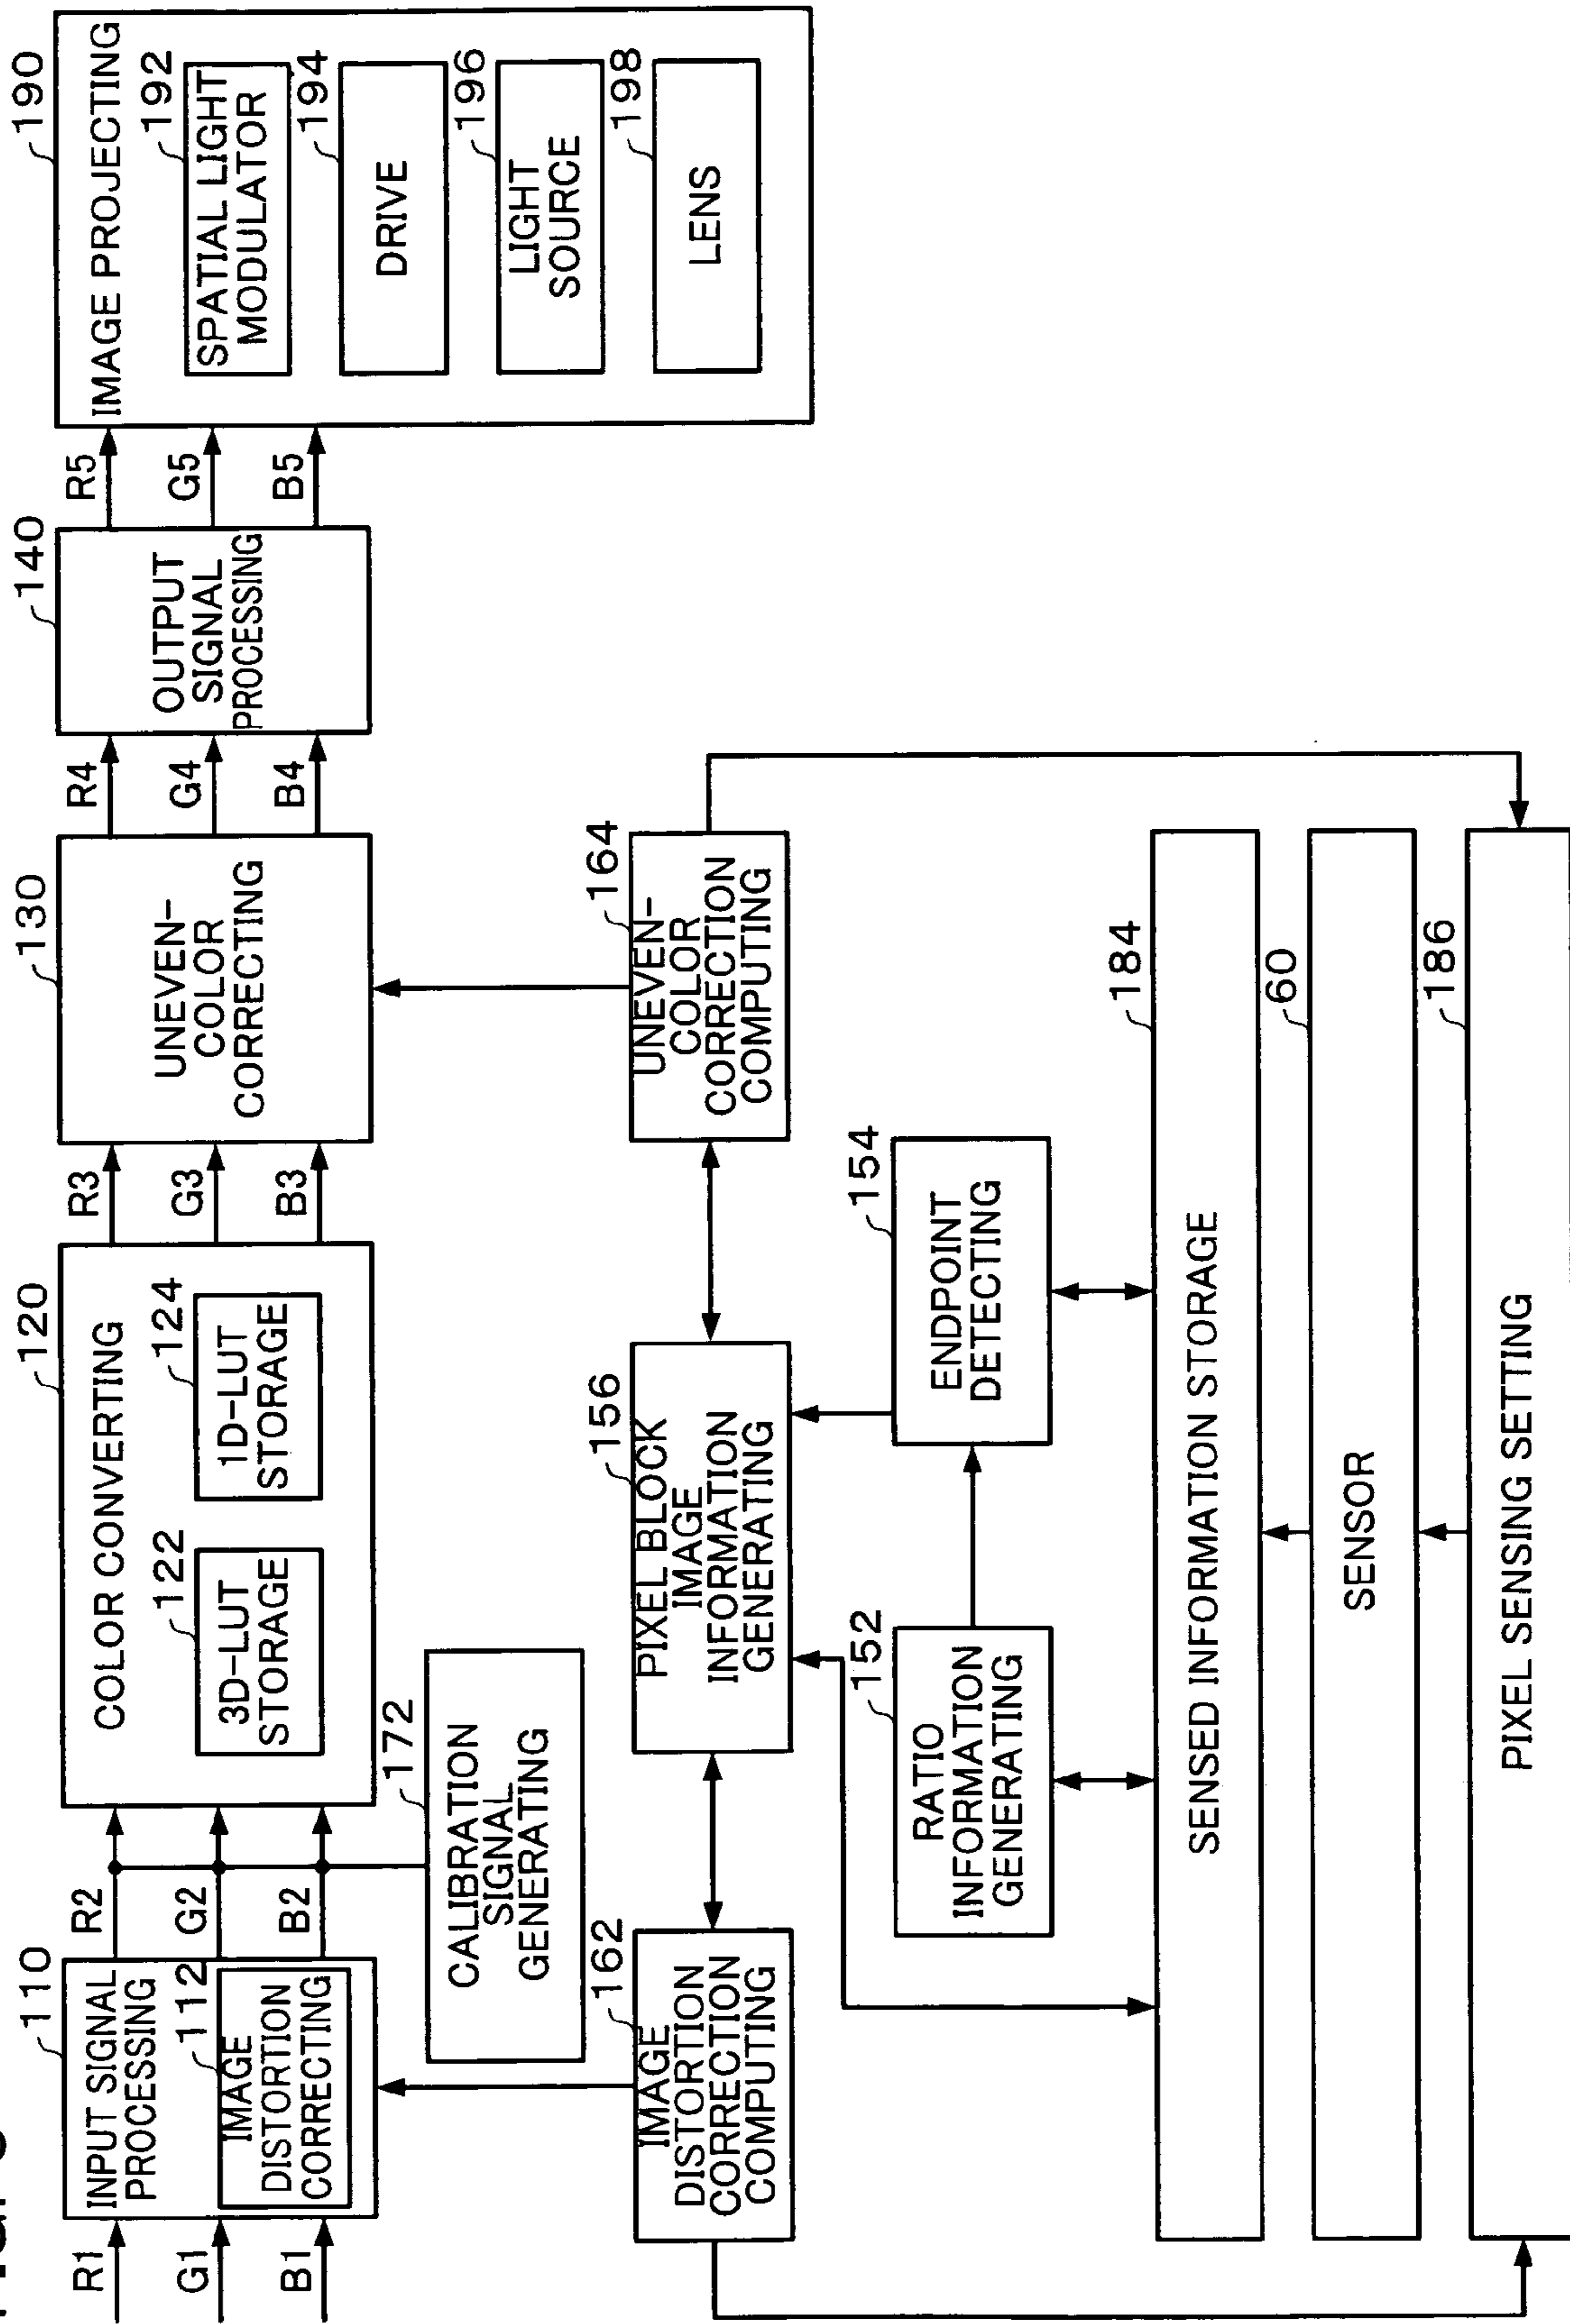 R1
G1
B1
110
INPUT SIGNAL
PROCESSING
112
IMAGE
DISTORTION
CORRECTING
R2
G2
B2
172
CALIBRATION
SIGNAL
GENERATING
120
COLOR CONVERTING
122
3D-LUT
STORAGE
124
1D-LUT
STORAGE
R3
G3
B3
130
UNEVEN-
COLOR
CORRECTING
R4
G4
B4
140
OUTPUT
SIGNAL
PROCESSING
R5
G5
B5
190
IMAGE PROJECTING
192
SPATIAL LIGHT
MODULATOR
194
DRIVE
196
LIGHT
SOURCE
198
LENS
162
IMAGE
DISTORTION
CORRECTION
COMPUTING
156
PIXEL BLOCK
IMAGE
INFORMATION
GENERATING
164
UNEVEN-
COLOR
CORRECTION
COMPUTING
152
RATIO
INFORMATION
GENERATING
154
ENDPOINT
DETECTING
184
SENSED INFORMATION STORAGE
60
SENSOR
186
PIXEL SENSING SETTING